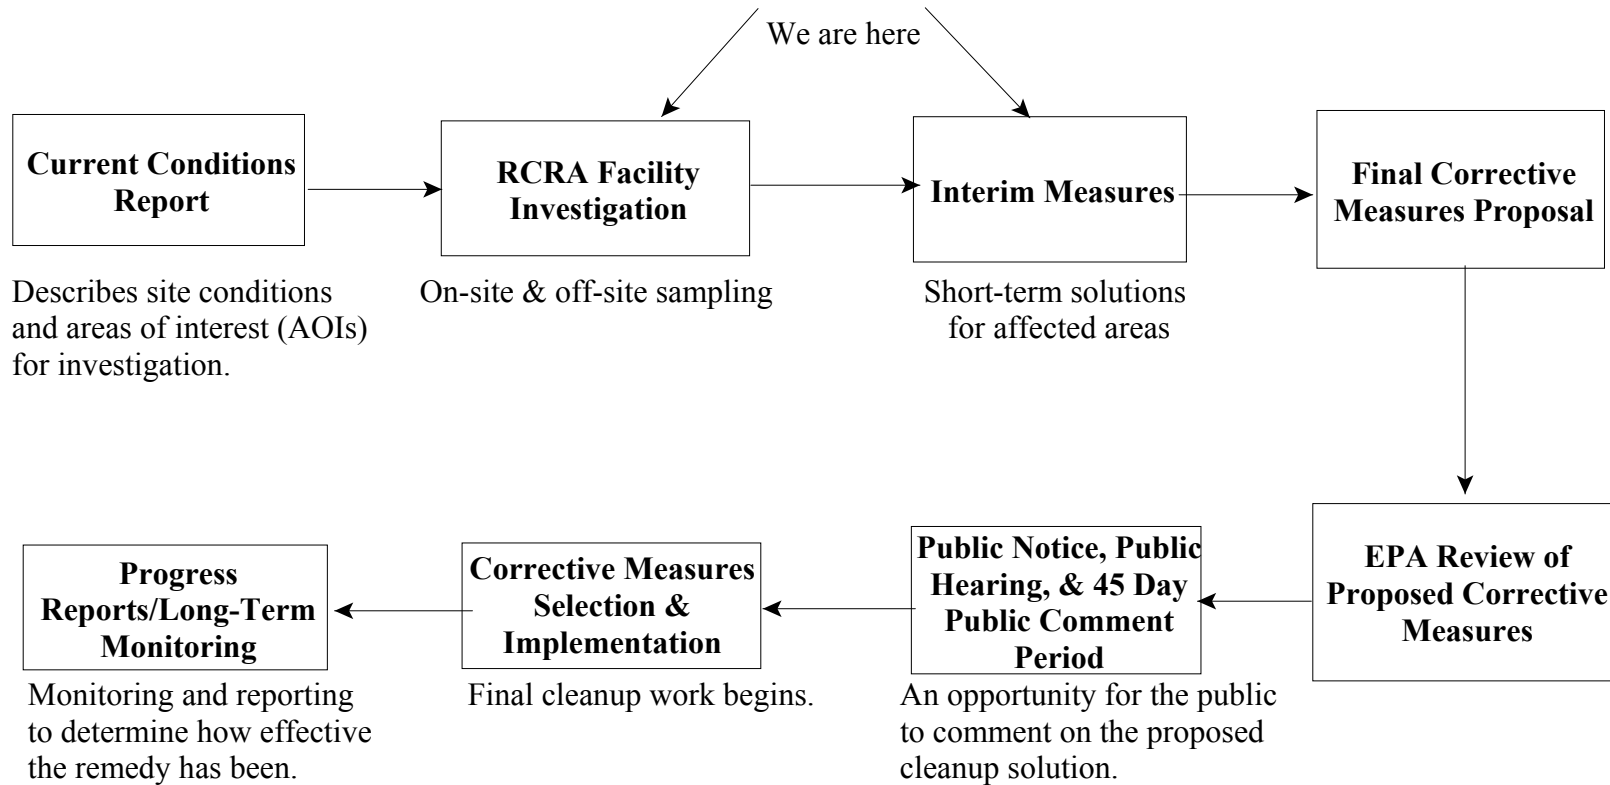 We are here
Current Conditions
Report
RCRA Facility
Investigation
Interim Measures
Final Corrective
Measures Proposal
Describes site conditions
and areas of interest (AOIs)
for investigation.
On-site & off-site sampling
Short-term solutions
for affected areas
Progress
Reports/Long-Term
Monitoring
Corrective Measures
Selection &
Implementation
Public Notice, Public
Hearing, & 45 Day
Public Comment
Period
EPA Review of
Proposed Corrective
Measures
Monitoring and reporting
to determine how effective
the remedy has been.
Final cleanup work begins.
An opportunity for the public
to comment on the proposed
cleanup solution.